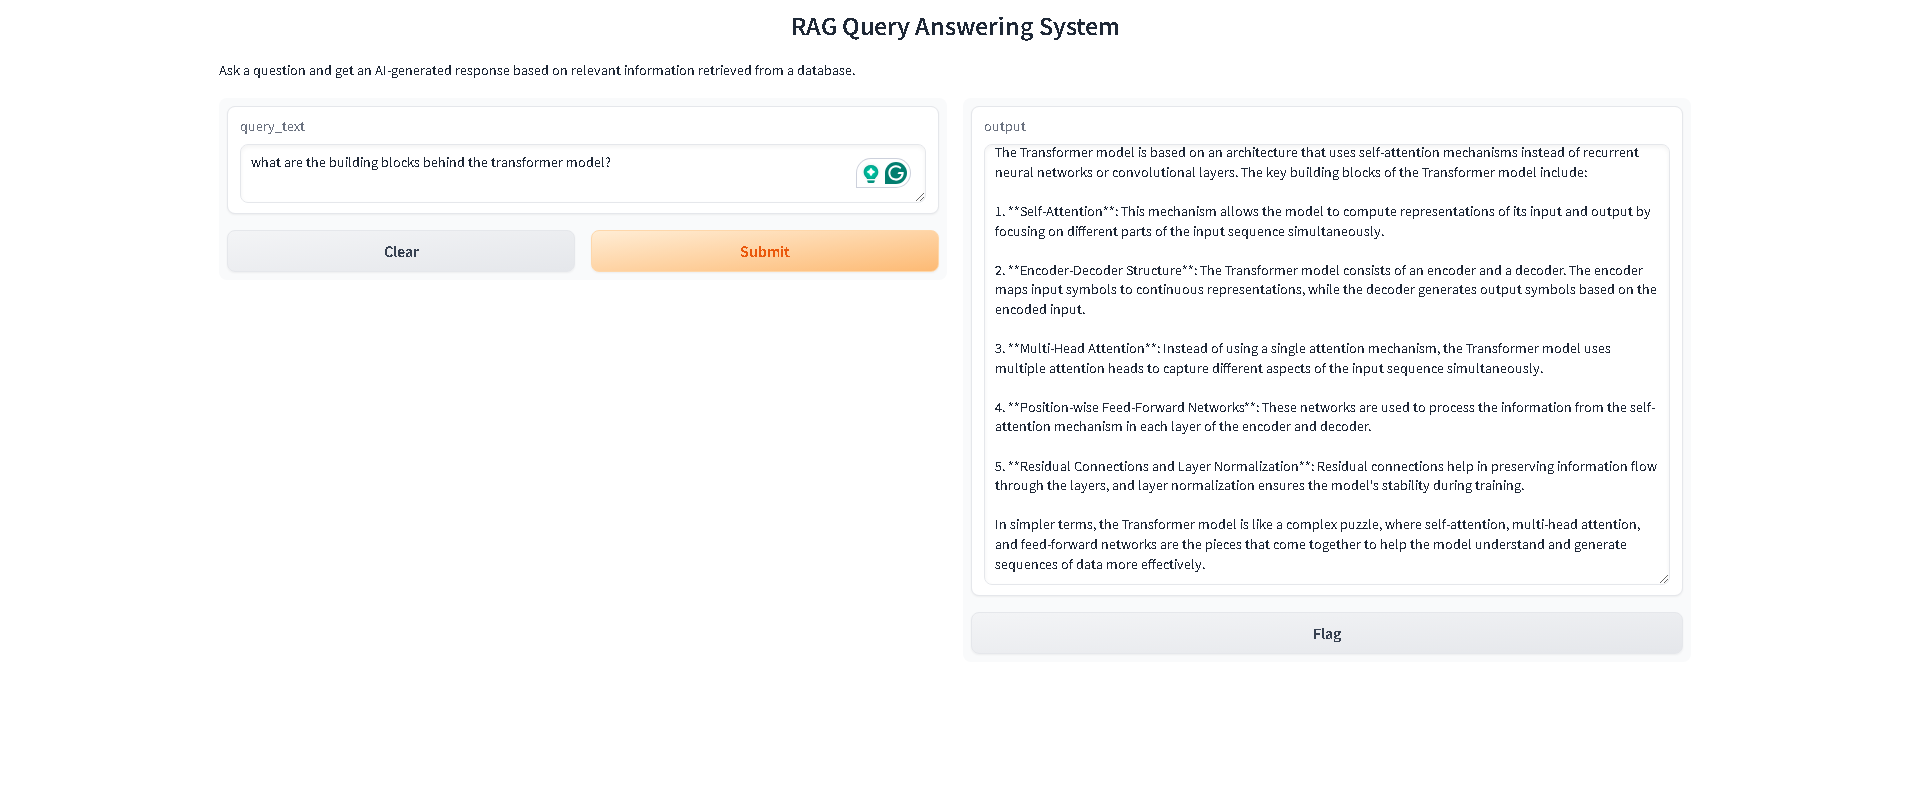 RAG Query Answering System
Ask a question and get an AI-generated response based on relevant information retrieved from a database.
query_text
what are the building blocks behind the transformer model?
Clear
Submit
output
The Transformer model is based on an architecture that uses self-attention mechanisms instead of recurrent
neural networks or convolutional layers. The key building blocks of the Transformer model include:
1. **Self-Attention**: This mechanism allows the model to compute representations of its input and output by
focusing on different parts of the input sequence simultaneously.
2. **Encoder-Decoder Structure**: The Transformer model consists of an encoder and a decoder. The encoder
maps input symbols to continuous representations, while the decoder generates output symbols based on the
encoded input.
3. **Multi-Head Attention**: Instead of using a single attention mechanism, the Transformer model uses
multiple attention heads to capture different aspects of the input sequence simultaneously.
4. **Position-wise Feed-Forward Networks**: These networks are used to process the information from the self-
attention mechanism in each layer of the encoder and decoder.
5. **Residual Connections and Layer Normalization**: Residual connections help in preserving information flow
through the layers, and layer normalization ensures the model's stability during training.
In simpler terms, the Transformer model is like a complex puzzle, where self-attention, multi-head attention,
and feed-forward networks are the pieces that come together to help the model understand and generate
sequences of data more effectively.
Flag